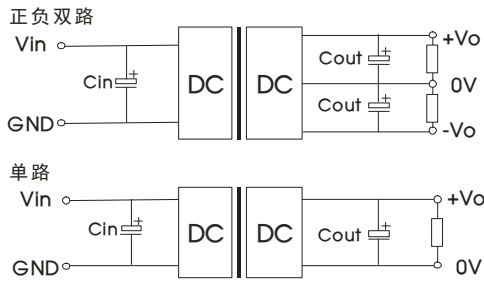 正负双路
Vin
+Vo
Cout
+
Cin
+
DC
DC
0V
Cout
+
GND
-Vo
单路
Vin
+Vo
Cin
+
DC
DC
Cout
+
GND
0V